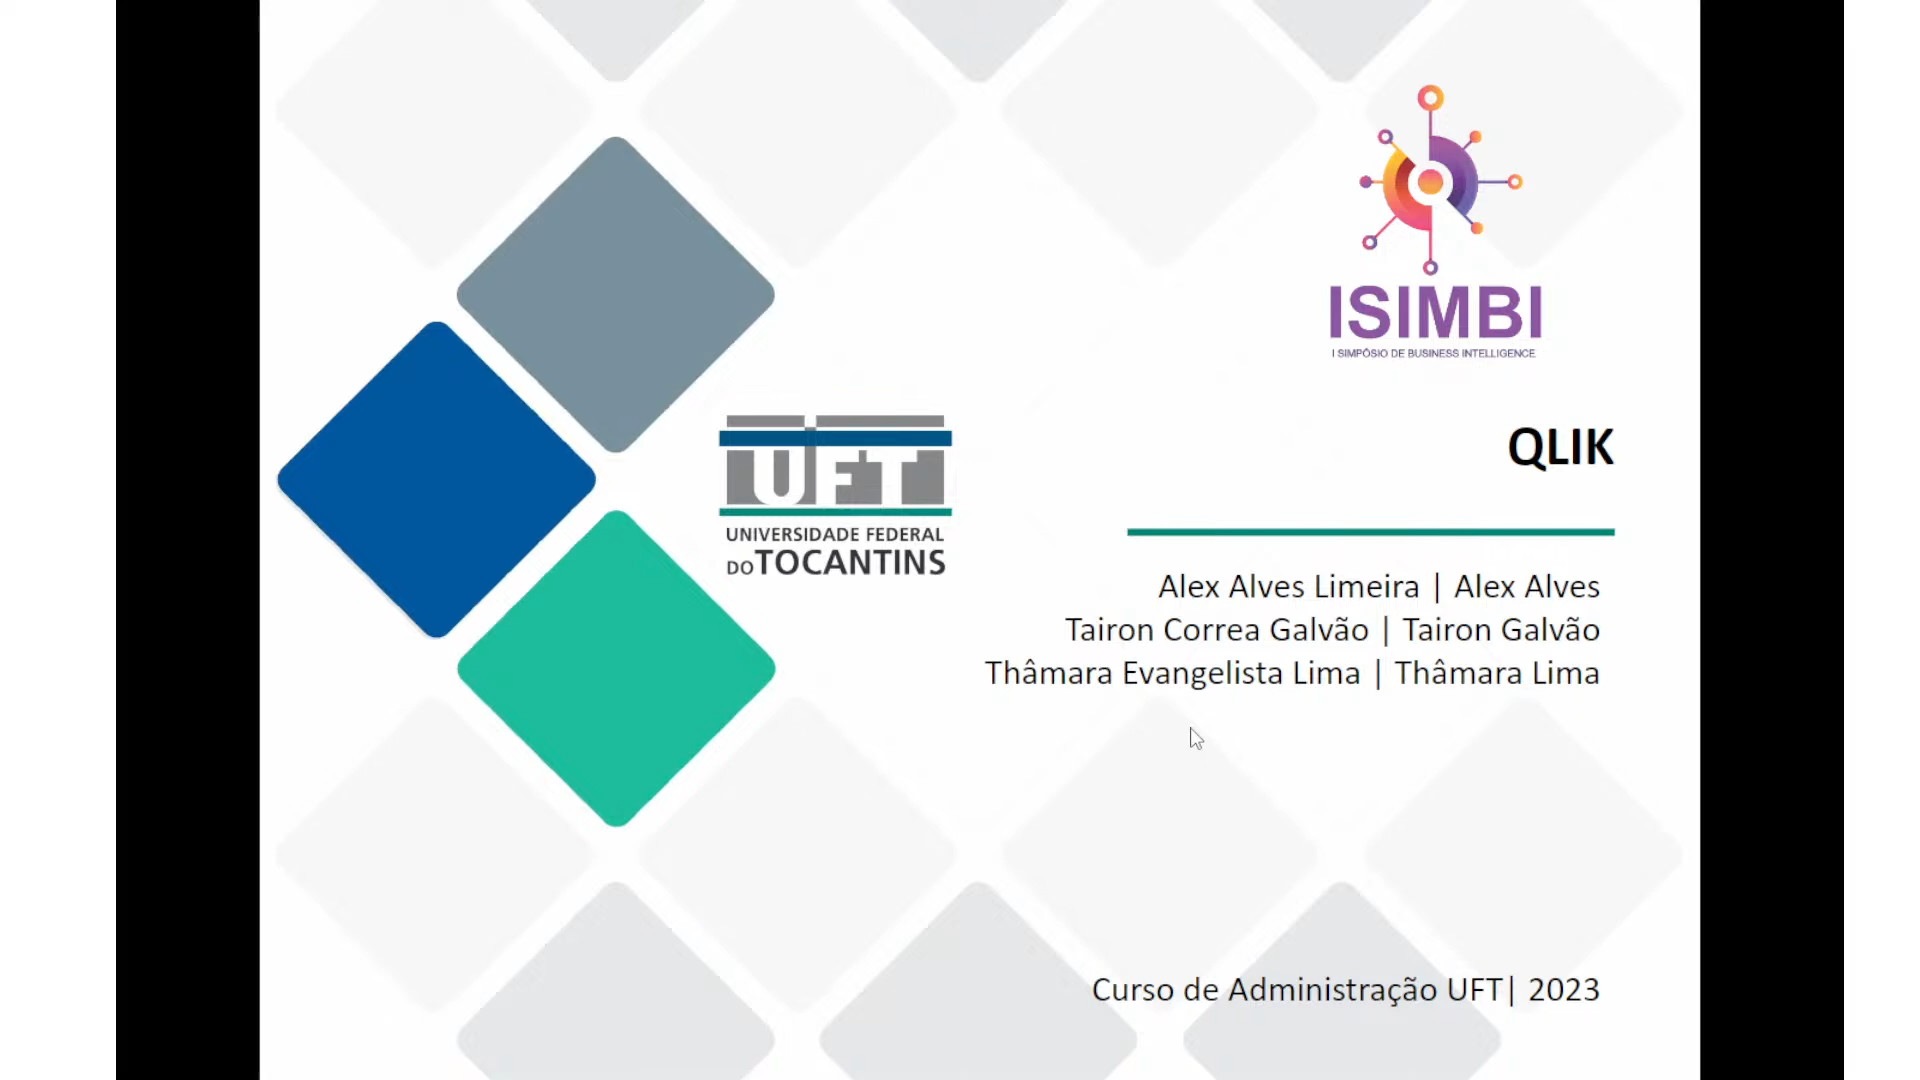 ISIMBI
I SIMPÓSIO DE BUSINESS INTELLIGENCE
UFT
UNIVERSIDADE FEDERAL
DO TOCANTINS
QLIK
Alex Alves Limeira | Alex Alves
Tairon Correa Galvão | Tairon Galvão
Thâmara Evangelista Lima | Thâmara Lima
Curso de Administração UFT| 2023